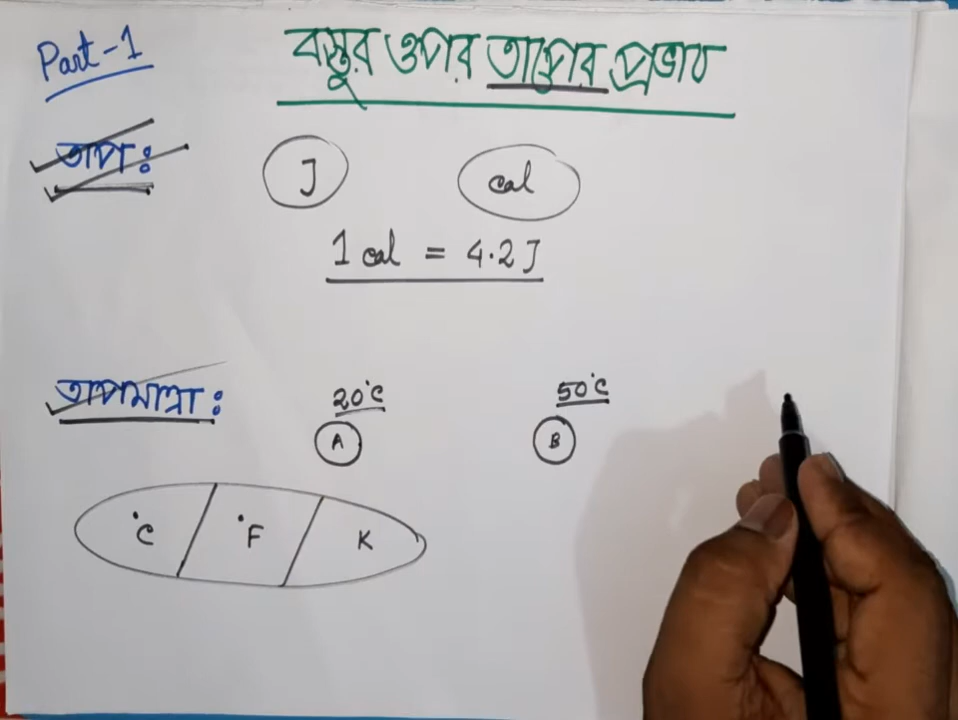 Part-1
বস্তুর ওপর তাপের প্রভাব
তাপ :
J cal
1 cal = 4.2 J
তাপমাত্রা :
20°C 50°C
A B
°C °F K